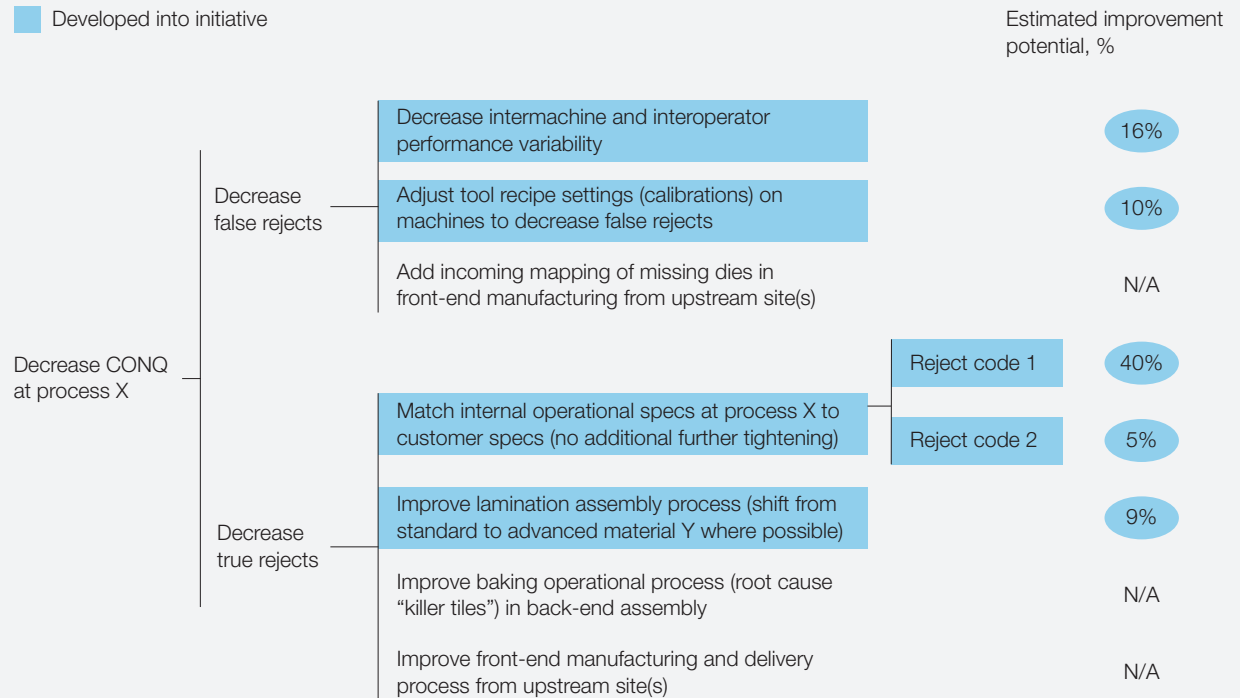 Developed into initiative
Estimated improvement
potential, %
Decrease CONQ
at process X
Decrease
false rejects
Decrease intermachine and interoperator
performance variability
16%
Adjust tool recipe settings (calibrations) on
machines to decrease false rejects
10%
Add incoming mapping of missing dies in
front-end manufacturing from upstream site(s)
N/A
Decrease
true rejects
Match internal operational specs at process X to
customer specs (no additional further tightening)
Reject code 1
40%
Reject code 2
5%
Improve lamination assembly process (shift from
standard to advanced material Y where possible)
9%
Improve baking operational process (root cause
“killer tiles”) in back-end assembly
N/A
Improve front-end manufacturing and delivery
process from upstream site(s)
N/A